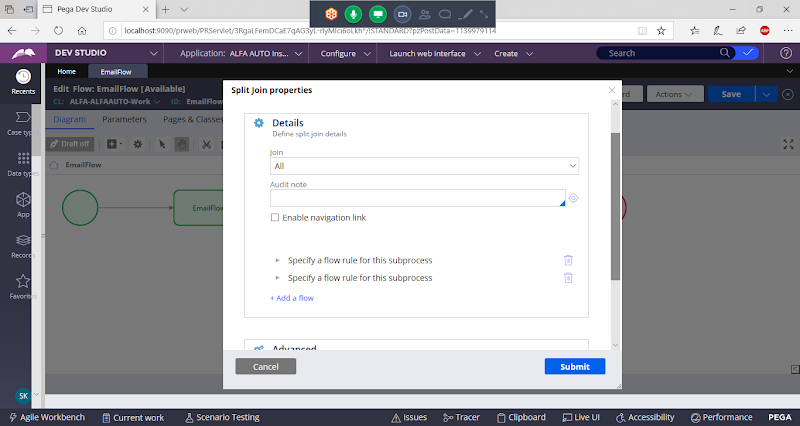 Pega Dev Studio
localhost:9090/prweb/PRServlet/3RgaLFemDCaE7qAG3yL-rlyMlci6oLkh*/!STANDARD?pzPostData=1139979114
DEV STUDIO
Application: ALFA AUTO Ins...
Configure
Launch web interface
Create
Search
Recents
Home
EmailFlow
Edit Flow: EmailFlow [Available]
CL: ALFA-ALFAAUTO-Work
ID: EmailFlow
Actions
Save
Diagram
Parameters
Pages & Classes
Draft off
EmailFlow
EmailFlow
Case typ
Data typ
App
Records
Favorit
SK
Split Join properties
Details
Define split join details
Join
All
Audit note
Enable navigation link
Specify a flow rule for this subprocess
Specify a flow rule for this subprocess
+ Add a flow
Advanced
Cancel
Submit
Agile Workbench
Current work
Scenario Testing
Issues
Tracer
Clipboard
Live UI
Accessibility
Performance
PEGA